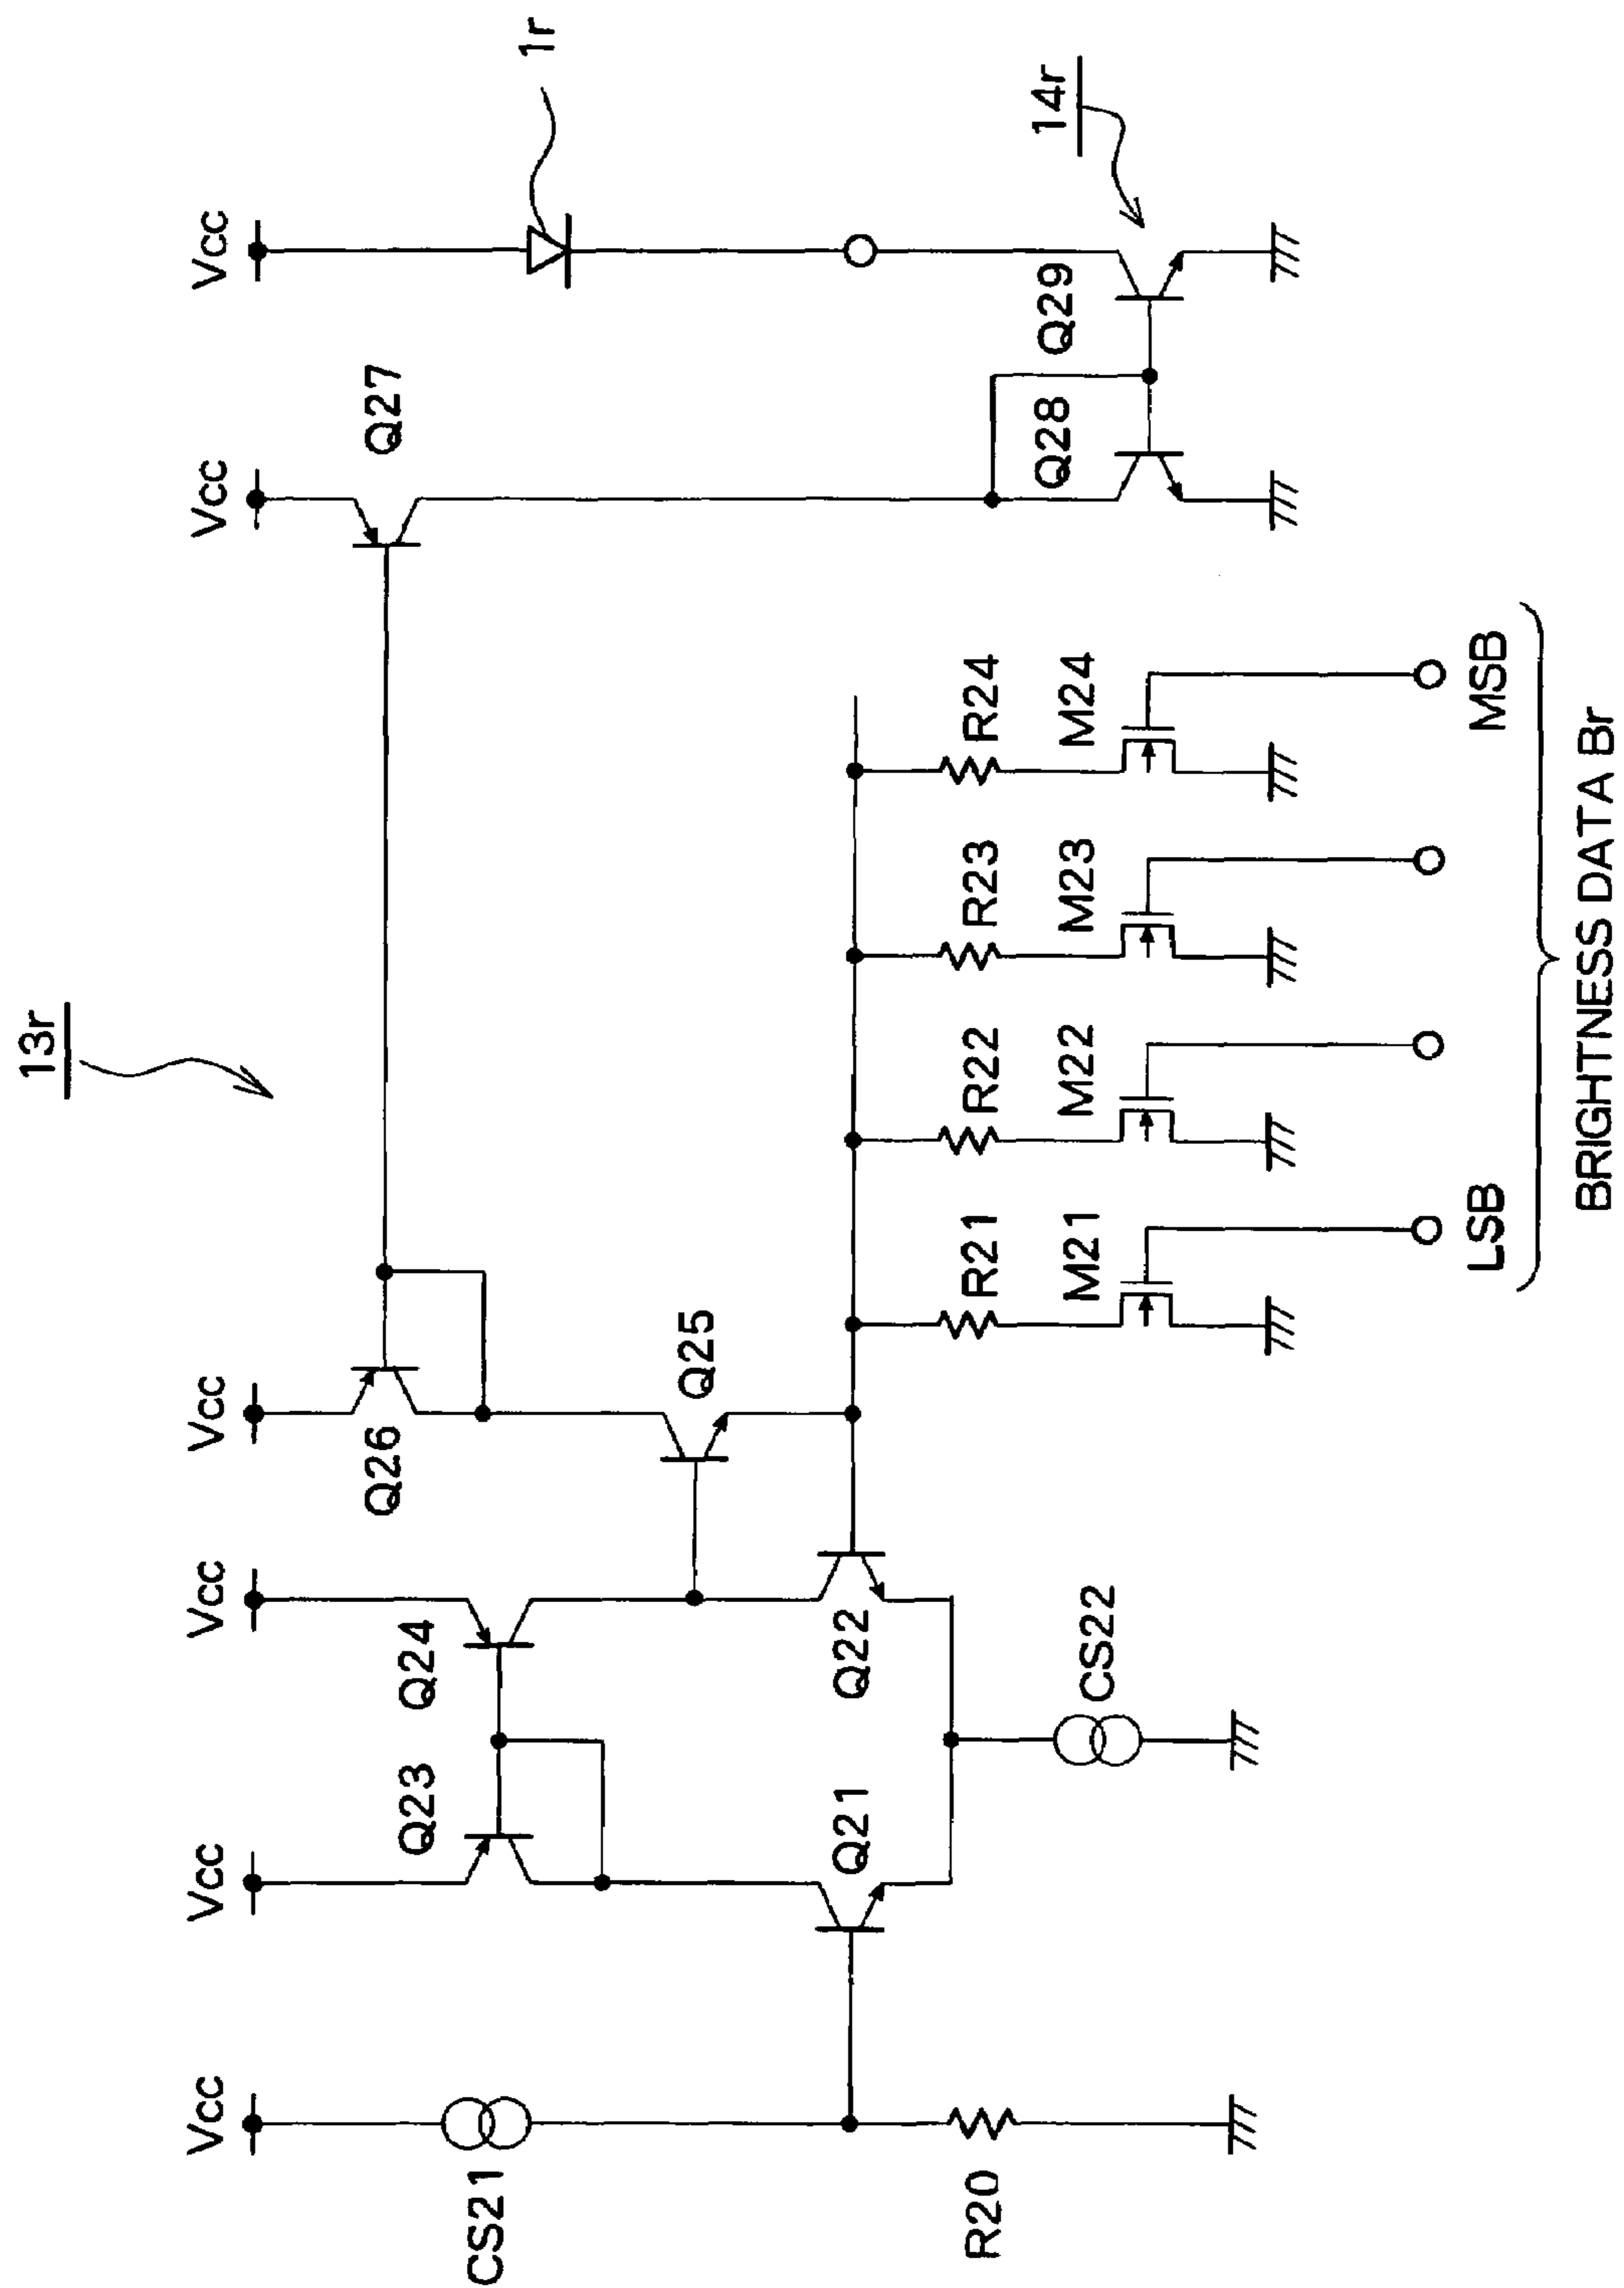 13r
Vcc
Vcc
Vcc
Vcc
Vcc
Vcc
1r
CS21
Q23
Q24
Q26
Q27
Q25
Q21
Q22
R20
CS22
R21
R22
R23
R24
M21
M22
M23
M24
Q28
Q29
14r
LSB
MSB
BRIGHTNESS DATA Br